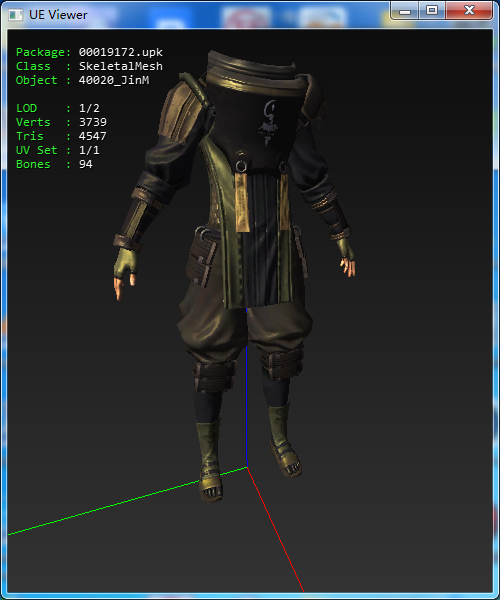 UE Viewer
Package: 00019172.upk
Class : SkeletalMesh
Object : 40020_JinM
LOD : 1/2
Verts : 3739
Tris : 4547
UV Set : 1/1
Bones : 94